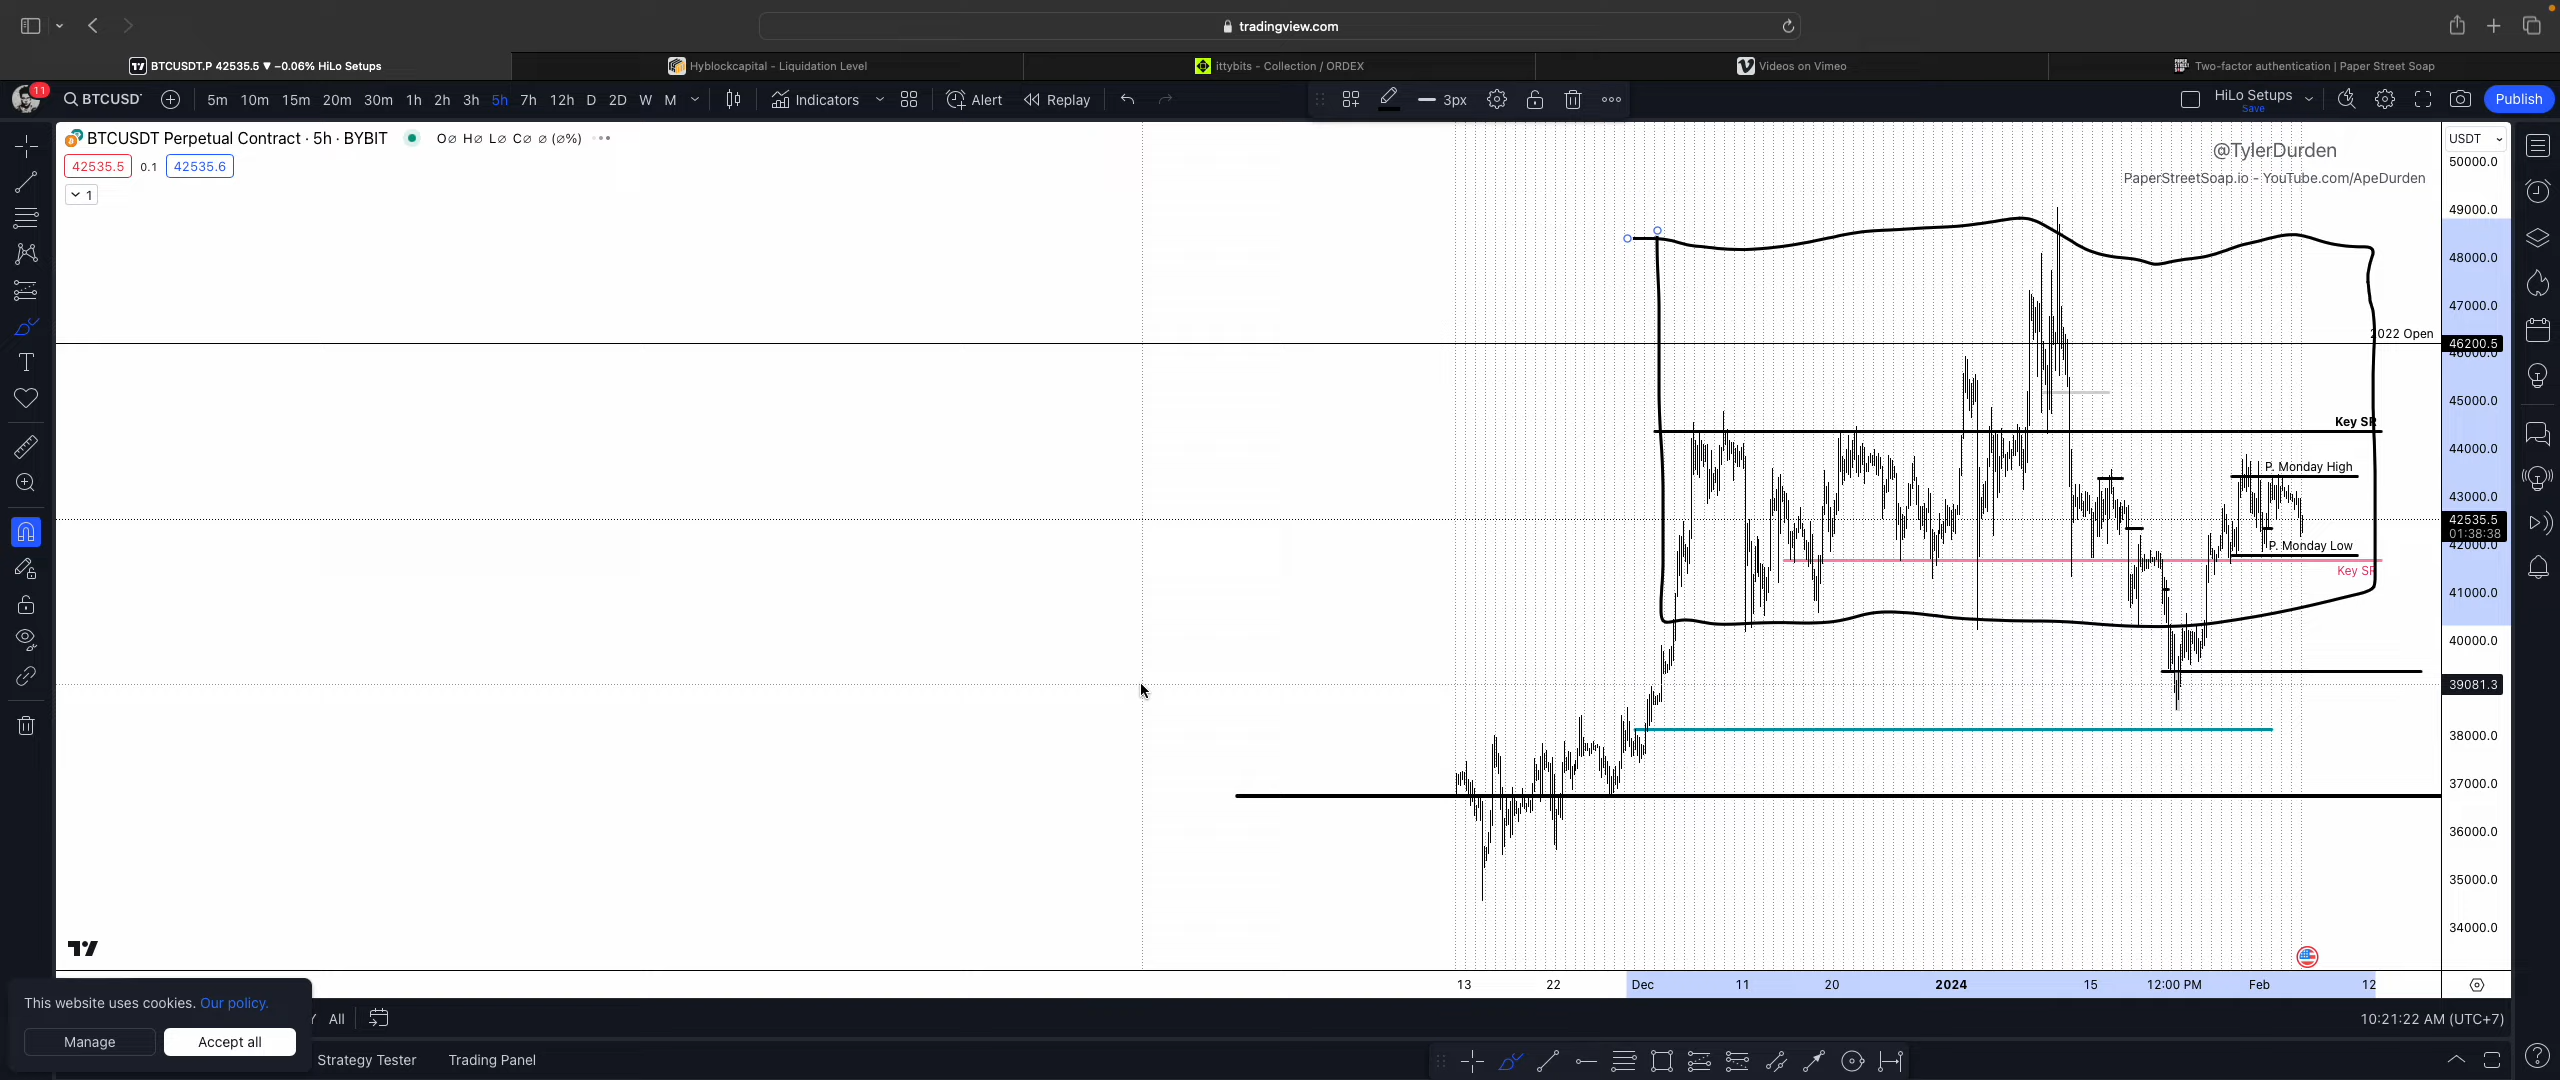 tradingview.com
BTCUSDT.P 42535.5 ▼ −0.06% HiLo Setups
Hyblockcapital - Liquidation Level
ittybits - Collection / ORDEX
Videos on Vimeo
Two-factor authentication | Paper Street Soap
11
BTCUSD
5m 10m 15m 20m 30m 1h 2h 3h 5h 7h 12h D 2D W M
Indicators
Alert
Replay
3px
HiLo Setups
Save
Publish
BTCUSDT Perpetual Contract · 5h · BYBIT
O∅ H∅ L∅ C∅ ∅ (∅%)
42535.5 0.1 42535.6
1
@TylerDurden
PaperStreetSoap.io - YouTube.com/ApeDurden
USDT
50000.0
49000.0
48000.0
47000.0
2022 Open
46200.5
46000.0
45000.0
Key SR
44000.0
P. Monday High
43000.0
42535.5
01:38:38
42000.0
P. Monday Low
Key SR
41000.0
40000.0
39081.3
38000.0
37000.0
36000.0
35000.0
34000.0
13 22 Dec 11 20 2024 15 12:00 PM Feb 12
This website uses cookies. Our policy.
Manage
Accept all
All
10:21:22 AM (UTC+7)
Strategy Tester
Trading Panel